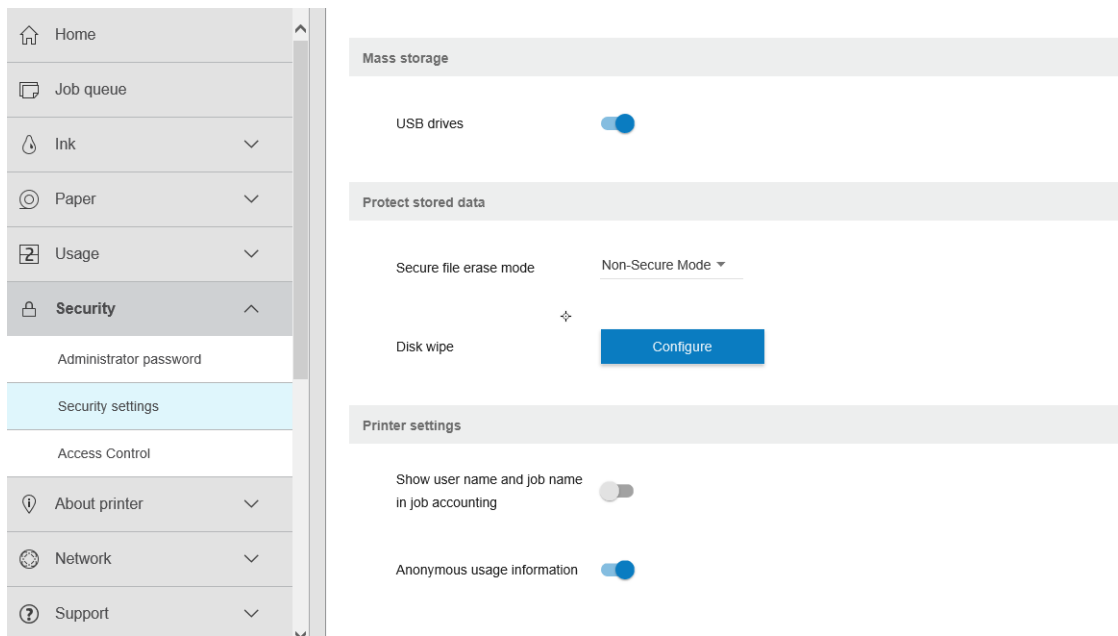 Home
Job queue
Ink
Paper
Usage
Security
Administrator password
Security settings
Access Control
About printer
Network
Support
Mass storage
USB drives
Protect stored data
Secure file erase mode
Non-Secure Mode
Disk wipe
Configure
Printer settings
Show user name and job name
in job accounting
Anonymous usage information